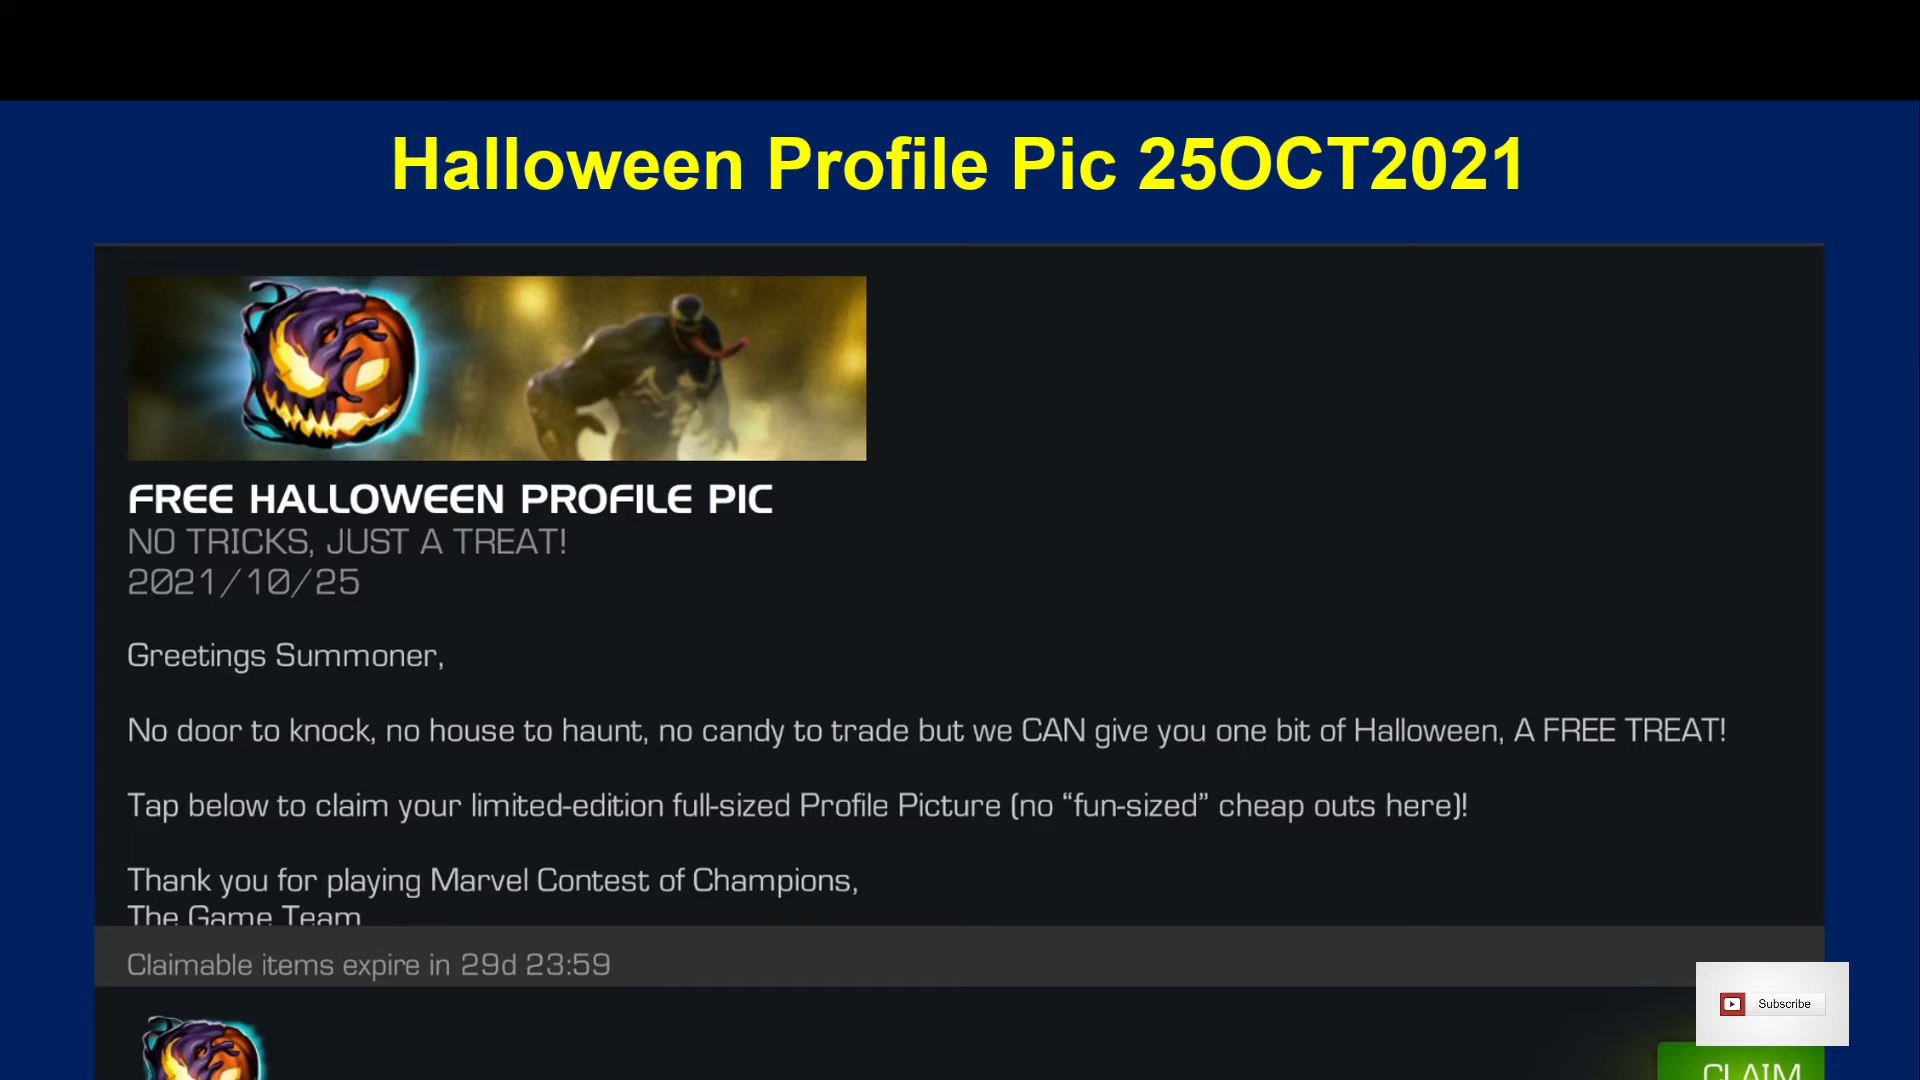 Halloween Profile Pic 25OCT2021
FREE HALLOWEEN PROFILE PIC
NO TRICKS, JUST A TREAT!
2021/10/25
Greetings Summoner,
No door to knock, no house to haunt, no candy to trade but we CAN give you one bit of Halloween, A FREE TREAT!
Tap below to claim your limited-edition full-sized Profile Picture (no “fun-sized” cheap outs here)!
Thank you for playing Marvel Contest of Champions,
The Game Team
Claimable items expire in 29d 23:59
Subscribe
CLAIM